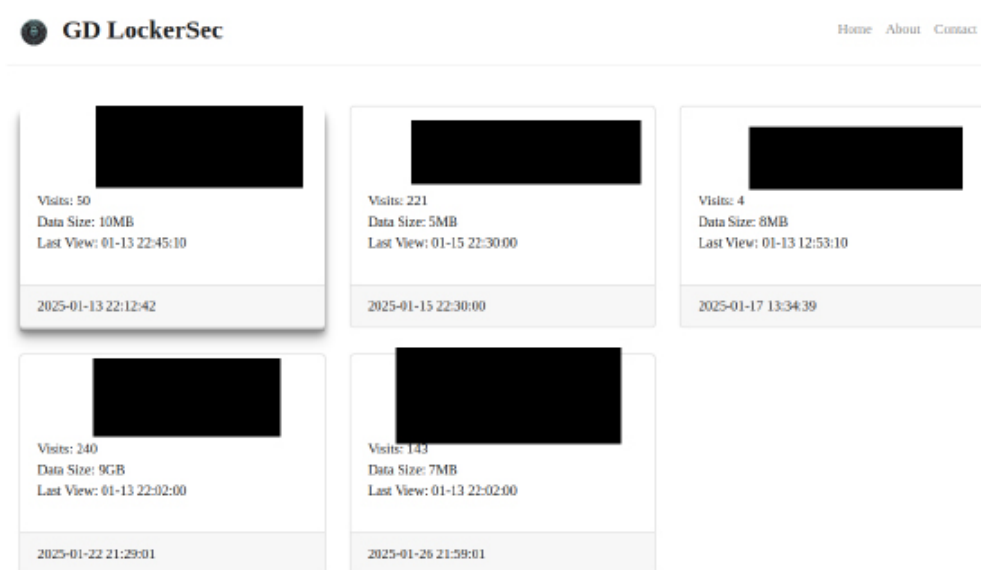 GD LockerSec
Home About Contact
Visits: 50
Data Size: 10MB
Last View: 01-13 22:45:10
2025-01-13 22:12:42
Visits: 221
Data Size: 5MB
Last View: 01-15 22:30:00
2025-01-15 22:30:00
Visits: 4
Data Size: 8MB
Last View: 01-13 12:53:10
2025-01-17 13:34:39
Visits: 240
Data Size: 9GB
Last View: 01-13 22:02:00
2025-01-22 21:29:01
Visits: 143
Data Size: 7MB
Last View: 01-13 22:02:00
2025-01-26 21:59:01